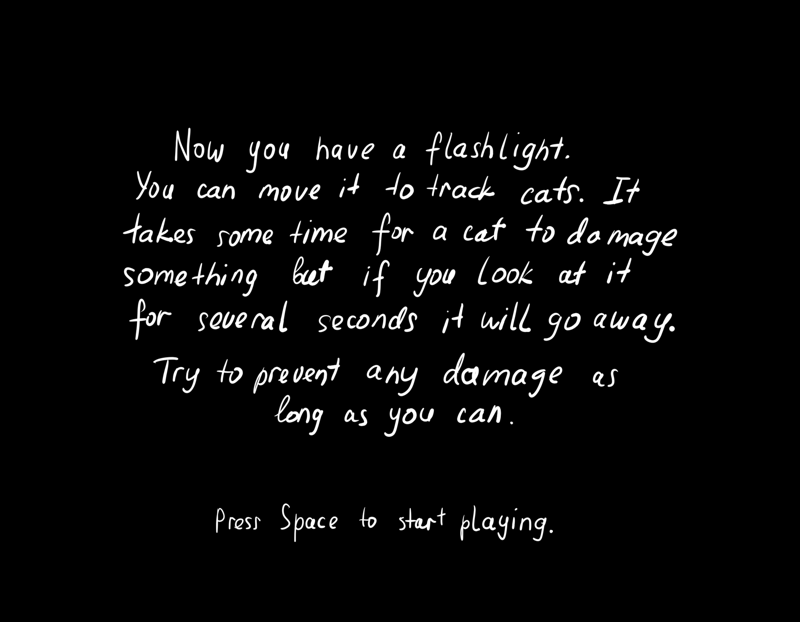 Now you have a flashlight.
You can move it to track cats. It
takes some time for a cat to damage
something but if you look at it
for several seconds it will go away.
Try to prevent any damage as
long as you can.
Press Space to start playing.